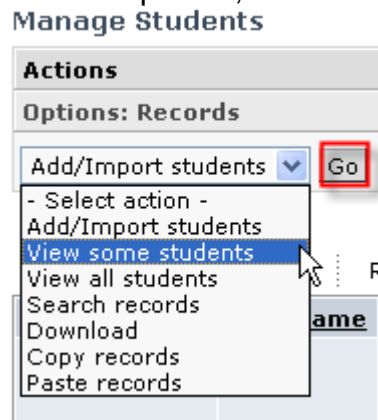 Manage Students
Actions
Options: Records
Add/Import students Go
- Select action -
Add/Import students
View some students
View all students
Search records
Download
Copy records
Paste records
ame